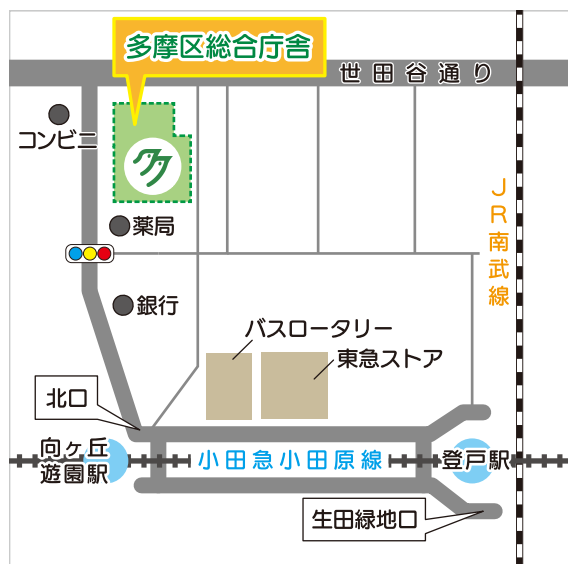 多摩区総合庁舎
世田谷通り
コンビニ
薬局
JR南武線
銀行
バスロータリー
東急ストア
北口
向ヶ丘
遊園駅
小田急小田原線
登戸駅
生田緑地口